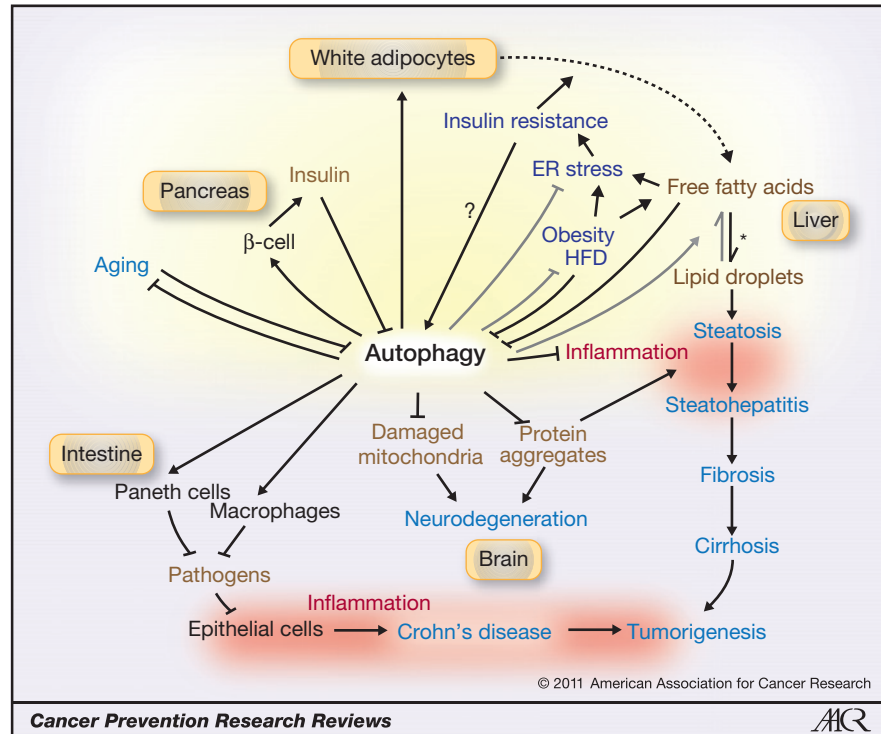 White adipocytes
Insulin resistance
Pancreas
Insulin
ER stress
Free fatty acids
?
Liver
β-cell
Obesity
HFD
*
Aging
Lipid droplets
Autophagy
Inflammation
Steatosis
Steatohepatitis
Damaged
mitochondria
Protein
aggregates
Intestine
Paneth cells
Macrophages
Fibrosis
Neurodegeneration
Brain
Cirrhosis
Pathogens
Inflammation
Epithelial cells
Crohn's disease
Tumorigenesis
© 2011 American Association for Cancer Research
Cancer Prevention Research Reviews
AACR